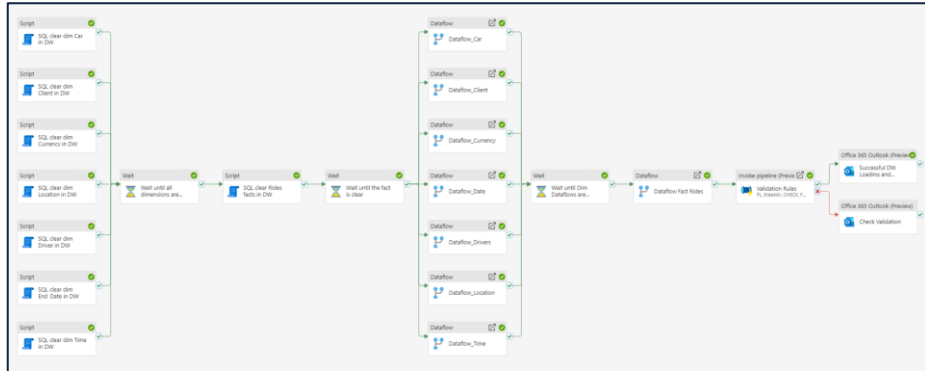 Script
SQL clear dim Car
in DW
Script
SQL clear dim
Client in DW
Script
SQL clear dim
Currency in DW
Script
SQL clear dim
Location in DW
Script
SQL clear dim
Driver in DW
Script
SQL clear dim
End_Date in DW
Script
SQL clear dim Time
in DW
Wait
Wait until all
dimensions are...
Script
SQL clear Rides
facts in DW
Wait
Wait until the fact
is clear
Dataflow
Dataflow_Car
Dataflow
Dataflow_Client
Dataflow
Dataflow_Currency
Dataflow
Dataflow_Date
Dataflow
Dataflow_Drivers
Dataflow
Dataflow_Location
Dataflow
Dataflow_Time
Wait
Wait until Dim
Dataflows are...
Dataflow
Dataflow Fact Rides
Invoke pipeline (Previe
Validation Rules
Office 365 Outlook (Previe
Successful DW
Loading and...
Office 365 Outlook (Preview)
Check Validation